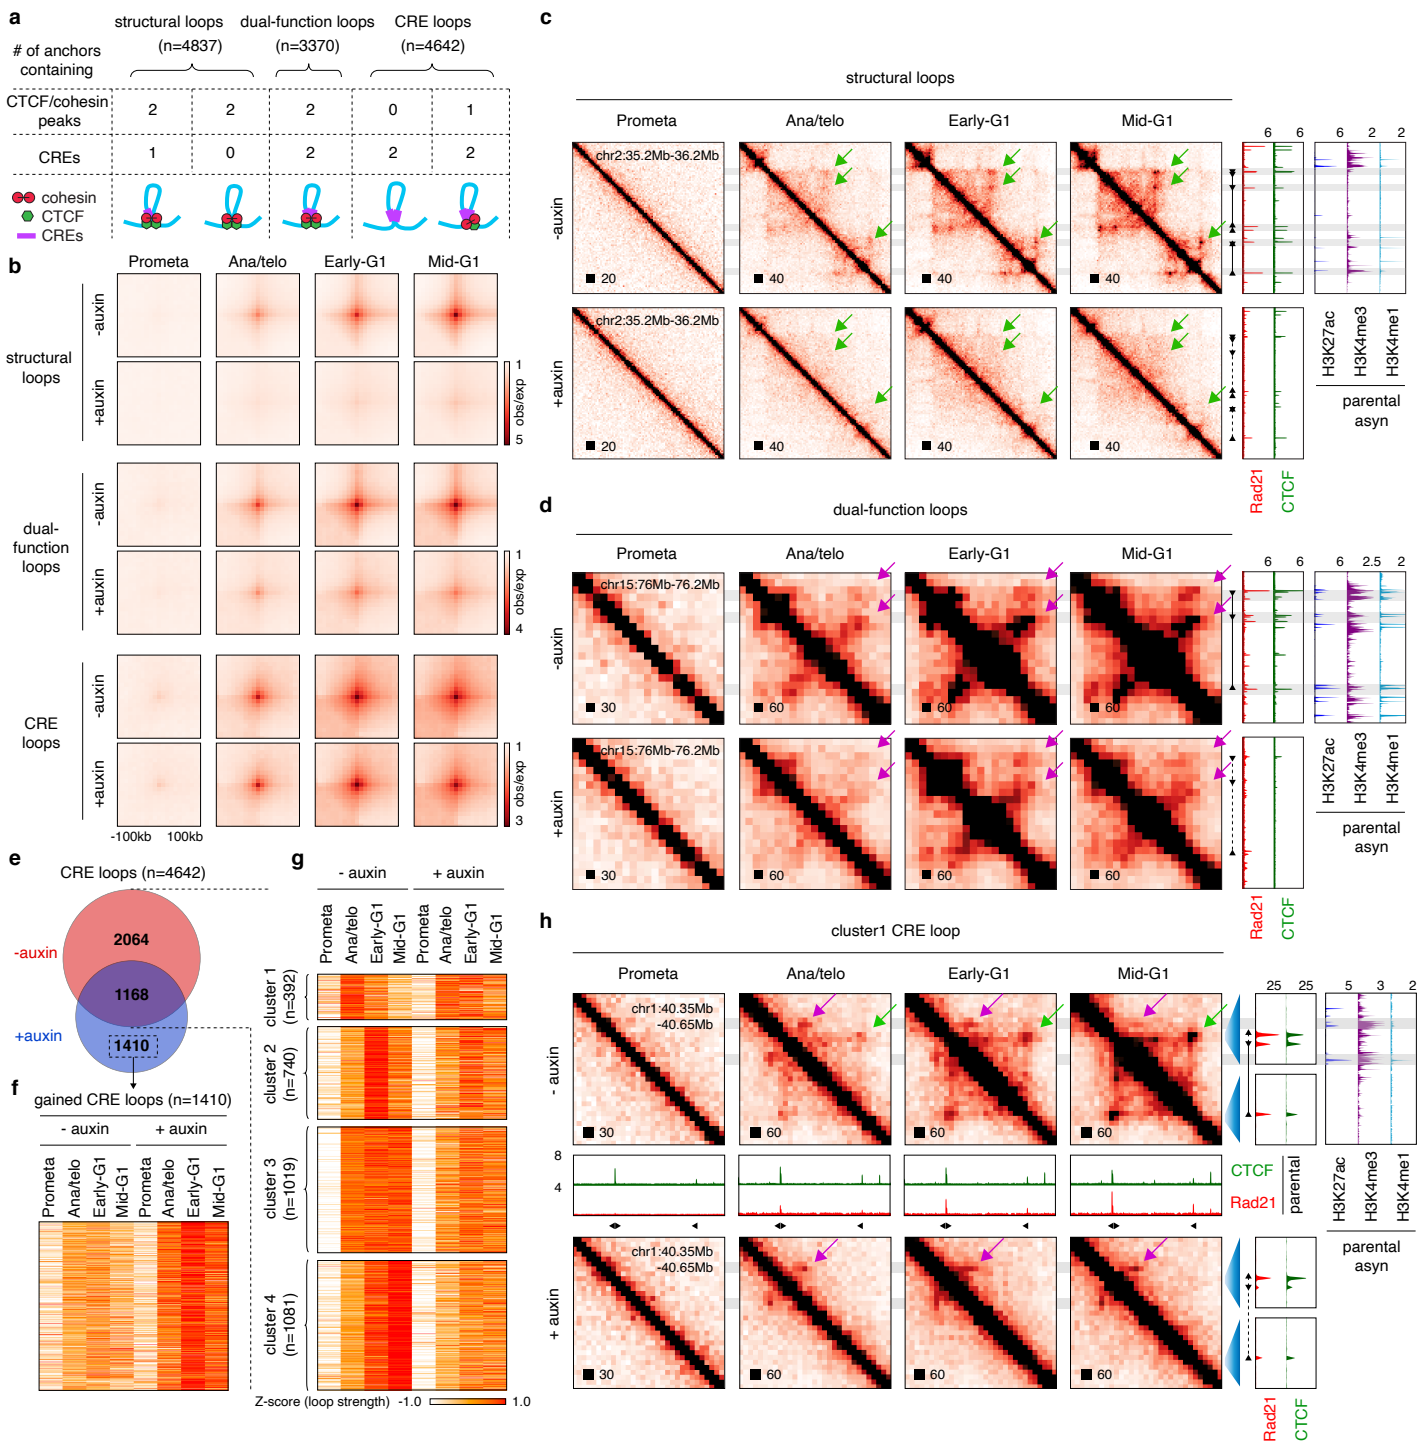 a
structural loops
(n=4837)
dual-function loops
(n=3370)
CRE loops
(n=4642)
# of anchors
containing
CTCF/cohesin
peaks
2 2 2 0 1
CREs
1 0 2 2 2
cohesin
CTCF
CREs
b
Prometa Ana/telo Early-G1 Mid-G1
structural
loops
-auxin
+auxin
1
obs/exp
5
dual-
function
loops
-auxin
+auxin
1
obs/exp
4
CRE
loops
-auxin
+auxin
1
obs/exp
3
-100kb 100kb
c
structural loops
Prometa Ana/telo Early-G1 Mid-G1
6 6 6 2 2
-auxin
chr2:35.2Mb-36.2Mb
20 40 40 40
+auxin
chr2:35.2Mb-36.2Mb
20 40 40 40
Rad21
CTCF
H3K27ac
H3K4me3
H3K4me1
parental
asyn
d
dual-function loops
Prometa Ana/telo Early-G1 Mid-G1
6 6 6 2.5 2
-auxin
chr15:76Mb-76.2Mb
30 60 60 60
+auxin
chr15:76Mb-76.2Mb
30 60 60 60
Rad21
CTCF
H3K27ac
H3K4me3
H3K4me1
parental
asyn
e
CRE loops (n=4642)
-auxin
2064
1168
+auxin
1410
f
gained CRE loops (n=1410)
- auxin + auxin
Prometa
Ana/telo
Early-G1
Mid-G1
Prometa
Ana/telo
Early-G1
Mid-G1
g
- auxin + auxin
Prometa
Ana/telo
Early-G1
Mid-G1
Prometa
Ana/telo
Early-G1
Mid-G1
cluster 1
(n=392)
cluster 2
(n=740)
cluster 3
(n=1019)
cluster 4
(n=1081)
Z-score (loop strength) -1.0 1.0
h
cluster1 CRE loop
Prometa Ana/telo Early-G1 Mid-G1
25 25 5 3 2
- auxin
chr1:40.35Mb
-40.65Mb
30 60 60 60
8
4
CTCF
Rad21
parental
+ auxin
chr1:40.35Mb
-40.65Mb
30 60 60 60
Rad21
CTCF
H3K27ac
H3K4me3
H3K4me1
parental
asyn